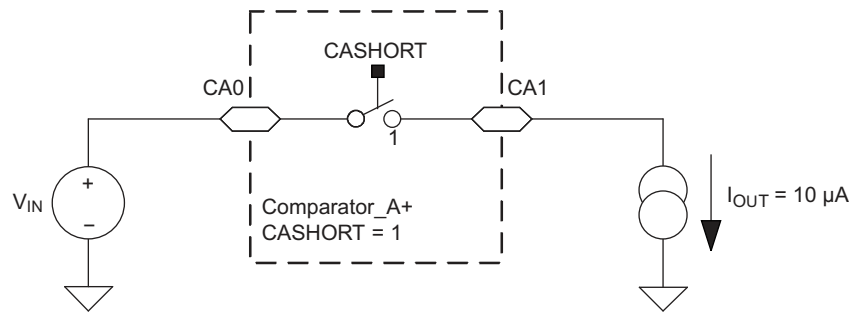 CASHORT
CA0
CA1
1
+
V_IN
−
I_OUT = 10 µA
Comparator_A+
CASHORT = 1